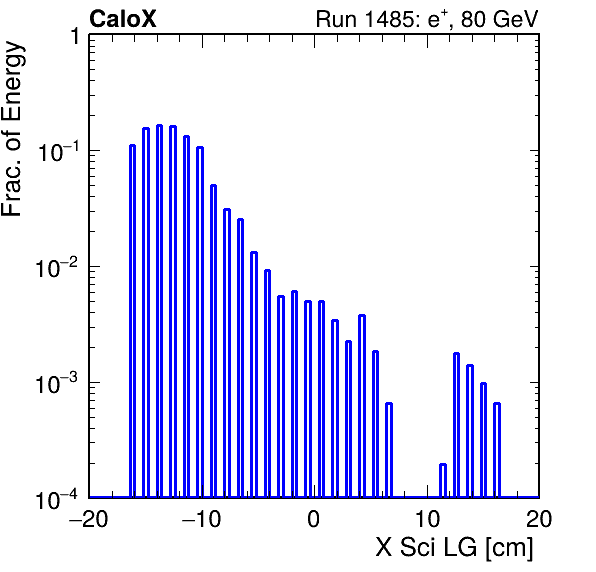 CaloX Run 1485: e⁺, 80 GeV
Frac. of Energy
1
10⁻¹
10⁻²
10⁻³
10⁻⁴
−20 −10 0 10 20
X Sci LG [cm]